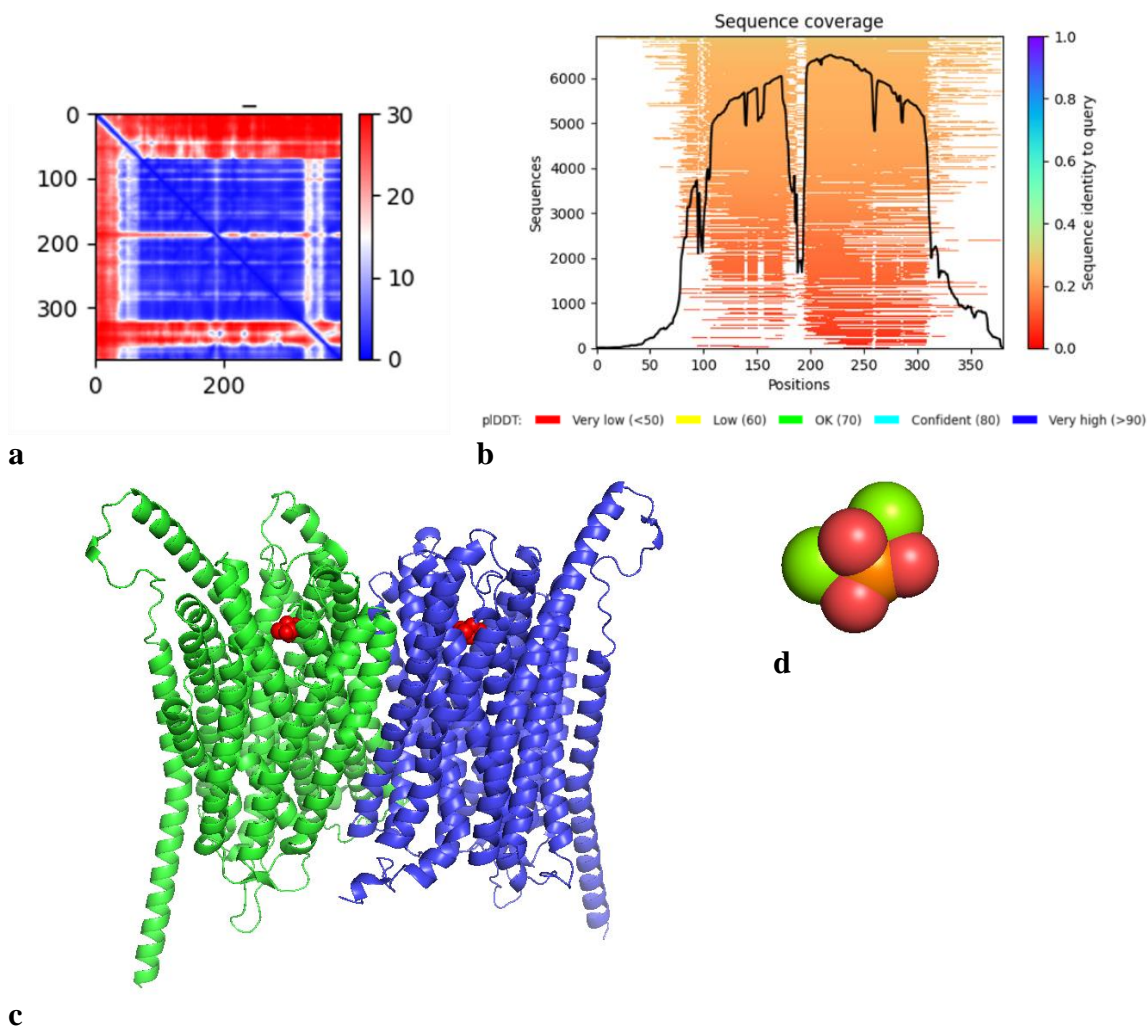 0
100
200
300
0
200
30
20
10
0
a
Sequence coverage
6000
5000
4000
3000
2000
1000
0
Sequences
0 50 100 150 200 250 300 350
Positions
1.0
0.8
0.6
0.4
0.2
0.0
Sequence identity to query
plDDT: Very low (<50) Low (60) OK (70) Confident (80) Very high (>90)
b
c
d